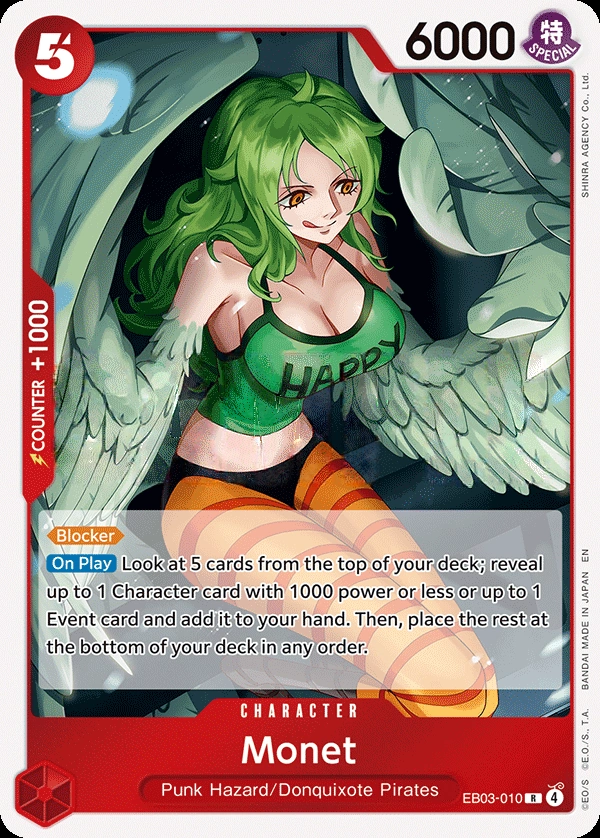 5
6000
特
SPECIAL
SHINRA AGENCY Co., Ltd.
HAPPY
COUNTER +1000
Blocker
On Play Look at 5 cards from the top of your deck; reveal
up to 1 Character card with 1000 power or less or up to 1
Event card and add it to your hand. Then, place the rest at
the bottom of your deck in any order.
BANDAI MADE IN JAPAN EN
©E.O./S., T.A.
©EO/S
CHARACTER
Monet
Punk Hazard/Donquixote Pirates
EB03-010 R 4